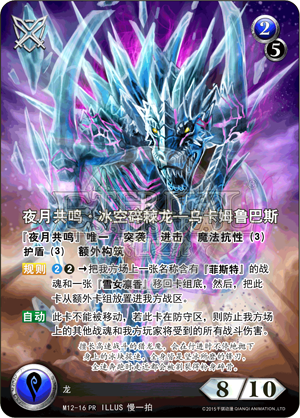 2
5
夜月共鸣·冰空碎棘龙—乌卡姆鲁巴斯
『夜月共鸣』唯一 突袭 进击 魔法抗性（3）
护盾（3） 额外构筑
规则 2 2 →把我方场上一张名称含有『菲斯特』的战
魂和一张『雪女凛香』移回卡组底，然后，把此
卡从额外卡组放置进我方战区。
自动 此卡不能被移动，若此卡在防守区，则防止我方场
上的其他战魂和我方玩家将受到的所有战斗伤害。
龙
8/10
M12-16 PR ILLUS 慢一拍
©2015千骐动漫 QIANQI ANIMATION.,LTD